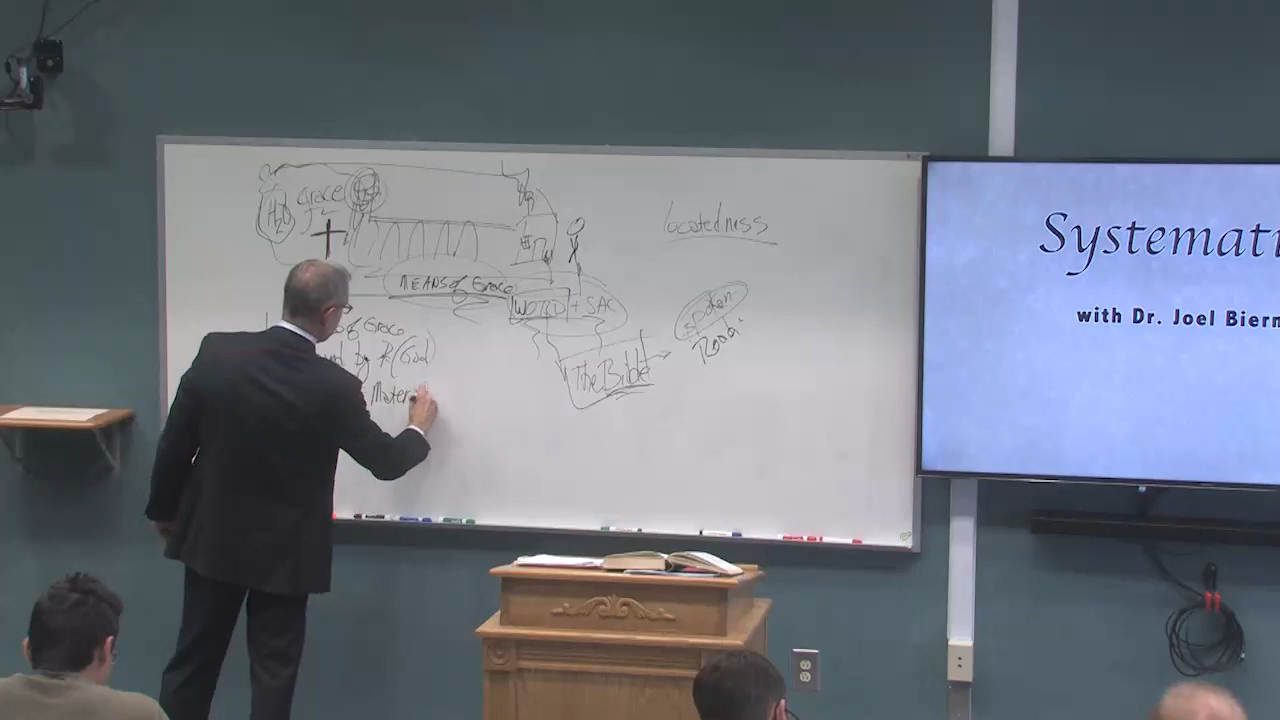 Grace
H2O
locatedness
MEANS of Grace
WORD + SAC
spoken
Read.
of Grace
by (God)
The Bible
Mater
Systemati
with Dr. Joel Bierm